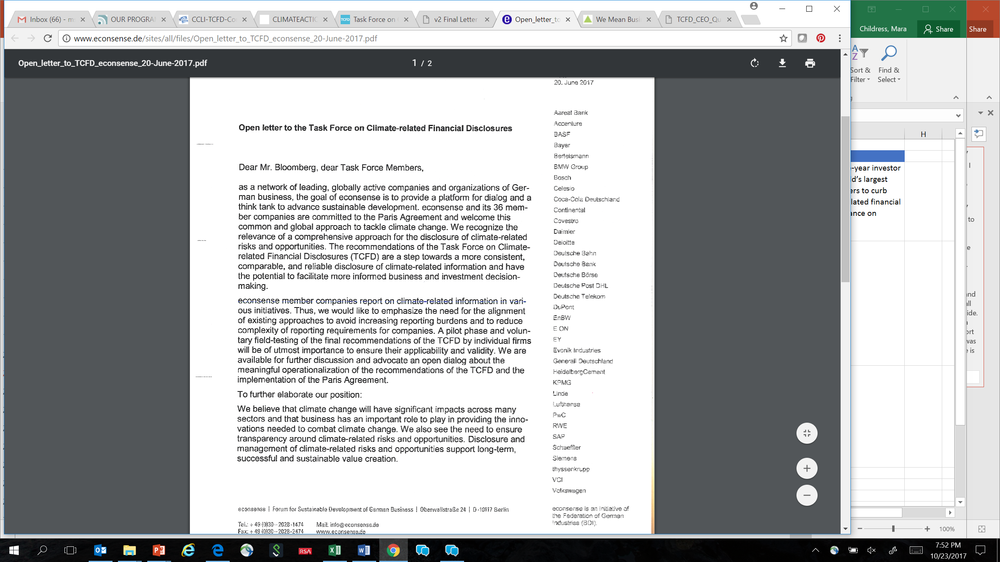 Inbox (66) - m
OUR PROGRA
CCLI-TCFD-Co
CLIMATEACTIC
TCFD Task Force on
v2 Final Letter
Open_letter_to
We Mean Busi
TCFD_CEO_Qu
www.econsense.de/sites/all/files/Open_letter_to_TCFD_econsense_20-June-2017.pdf
Open_letter_to_TCFD_econsense_20-June-2017.pdf
1 / 2
20. June 2017
Open letter to the Task Force on Climate-related Financial Disclosures
Dear Mr. Bloomberg, dear Task Force Members,
as a network of leading, globally active companies and organizations of Ger-
man business, the goal of econsense is to provide a platform for dialog and a
think tank to advance sustainable development. econsense and its 36 mem-
ber companies are committed to the Paris Agreement and welcome this
common and global approach to tackle climate change. We recognize the
relevance of a comprehensive approach for the disclosure of climate-related
risks and opportunities. The recommendations of the Task Force on Climate-
related Financial Disclosures (TCFD) are a step towards a more consistent,
comparable, and reliable disclosure of climate-related information and have
the potential to facilitate more informed business and investment decision-
making.
econsense member companies report on climate-related information in vari-
ous initiatives. Thus, we would like to emphasize the need for the alignment
of existing approaches to avoid increasing reporting burdens and to reduce
complexity of reporting requirements for companies. A pilot phase and volun-
tary field-testing of the final recommendations of the TCFD by individual firms
will be of utmost importance to ensure their applicability and validity. We are
available for further discussion and advocate an open dialog about the
meaningful operationalization of the recommendations of the TCFD and the
implementation of the Paris Agreement.
To further elaborate our position:
We believe that climate change will have significant impacts across many
sectors and that business has an important role to play in providing the inno-
vations needed to combat climate change. We also see the need to ensure
transparency around climate-related risks and opportunities. Disclosure and
management of climate-related risks and opportunities support long-term,
successful and sustainable value creation.
econsense | Forum for Sustainable Development of German Business | Oberwallstraße 24 | D-10117 Berlin
Tel.: + 49 (0)30–2028-1474 Mail: info@econsense.de
Fax: + 49 (0)30–2028-2474 www.econsense.de
Aareal Bank
Accenture
BASF
Bayer
Bertelsmann
BMW Group
Bosch
Celesio
Coca-Cola Deutschland
Continental
Covestro
Daimler
Deloitte
Deutsche Bahn
Deutsche Bank
Deutsche Börse
Deutsche Post DHL
Deutsche Telekom
DuPont
EnBW
E.ON
EY
Evonik Industries
Generali Deutschland
HeidelbergCement
KPMG
Linde
Lufthansa
PwC
RWE
SAP
Schaeffler
Siemens
thyssenkrupp
VCI
Volkswagen
econsense is an initiative of
the Federation of German
Industries (BDI).
Childress, Mara
Share
Share
Sort & Find &
Filter Select
H
-year investor
d's largest
ers to curb
lated financial
ance on
I
to
e
and
all
ide.
ort
was
e is
100%
RSA
7:52 PM
10/23/2017